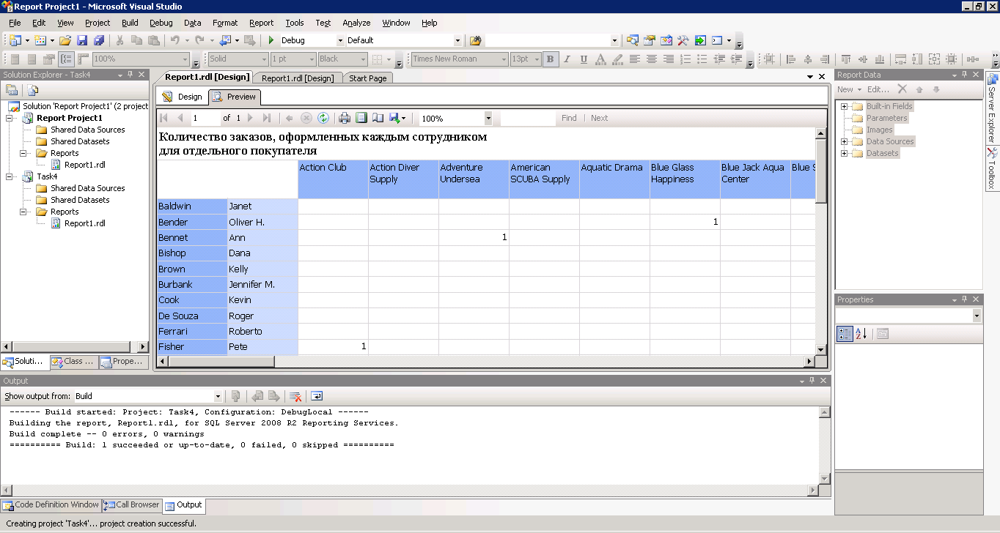 Report Project1 - Microsoft Visual Studio
File Edit View Project Build Debug Data Format Report Tools Test Analyze Window Help
Debug Default
100% Solid 1 pt Black Times New Roman 13pt B I U A
Solution Explorer - Task4
Solution 'Report Project1' (2 project
Report Project1
Shared Data Sources
Shared Datasets
Reports
Report1.rdl
Task4
Shared Data Sources
Shared Datasets
Reports
Report1.rdl
Soluti... Class ... Prope...
Report1.rdl [Design] Report1.rdl [Design] Start Page
Design Preview
1 of 1 100% Find | Next
Количество заказов, оформленных каждым сотрудником
для отдельного покупателя
Action Club Action Diver Adventure American Aquatic Drama Blue Glass Blue Jack Aqua Blue S
Supply Undersea SCUBA Supply Happiness Center
Baldwin Janet
Bender Oliver H. 1
Bennet Ann 1
Bishop Dana
Brown Kelly
Burbank Jennifer M.
Cook Kevin
De Souza Roger
Ferrari Roberto
Fisher Pete 1
Report Data
New Edit...
Built-in Fields
Parameters
Images
Data Sources
Datasets
Server Explorer
Toolbox
Properties
Output
Show output from: Build
------ Build started: Project: Task4, Configuration: DebugLocal ------
Building the report, Report1.rdl, for SQL Server 2008 R2 Reporting Services.
Build complete -- 0 errors, 0 warnings
========== Build: 1 succeeded or up-to-date, 0 failed, 0 skipped ==========
Code Definition Window Call Browser Output
Creating project 'Task4'... project creation successful.